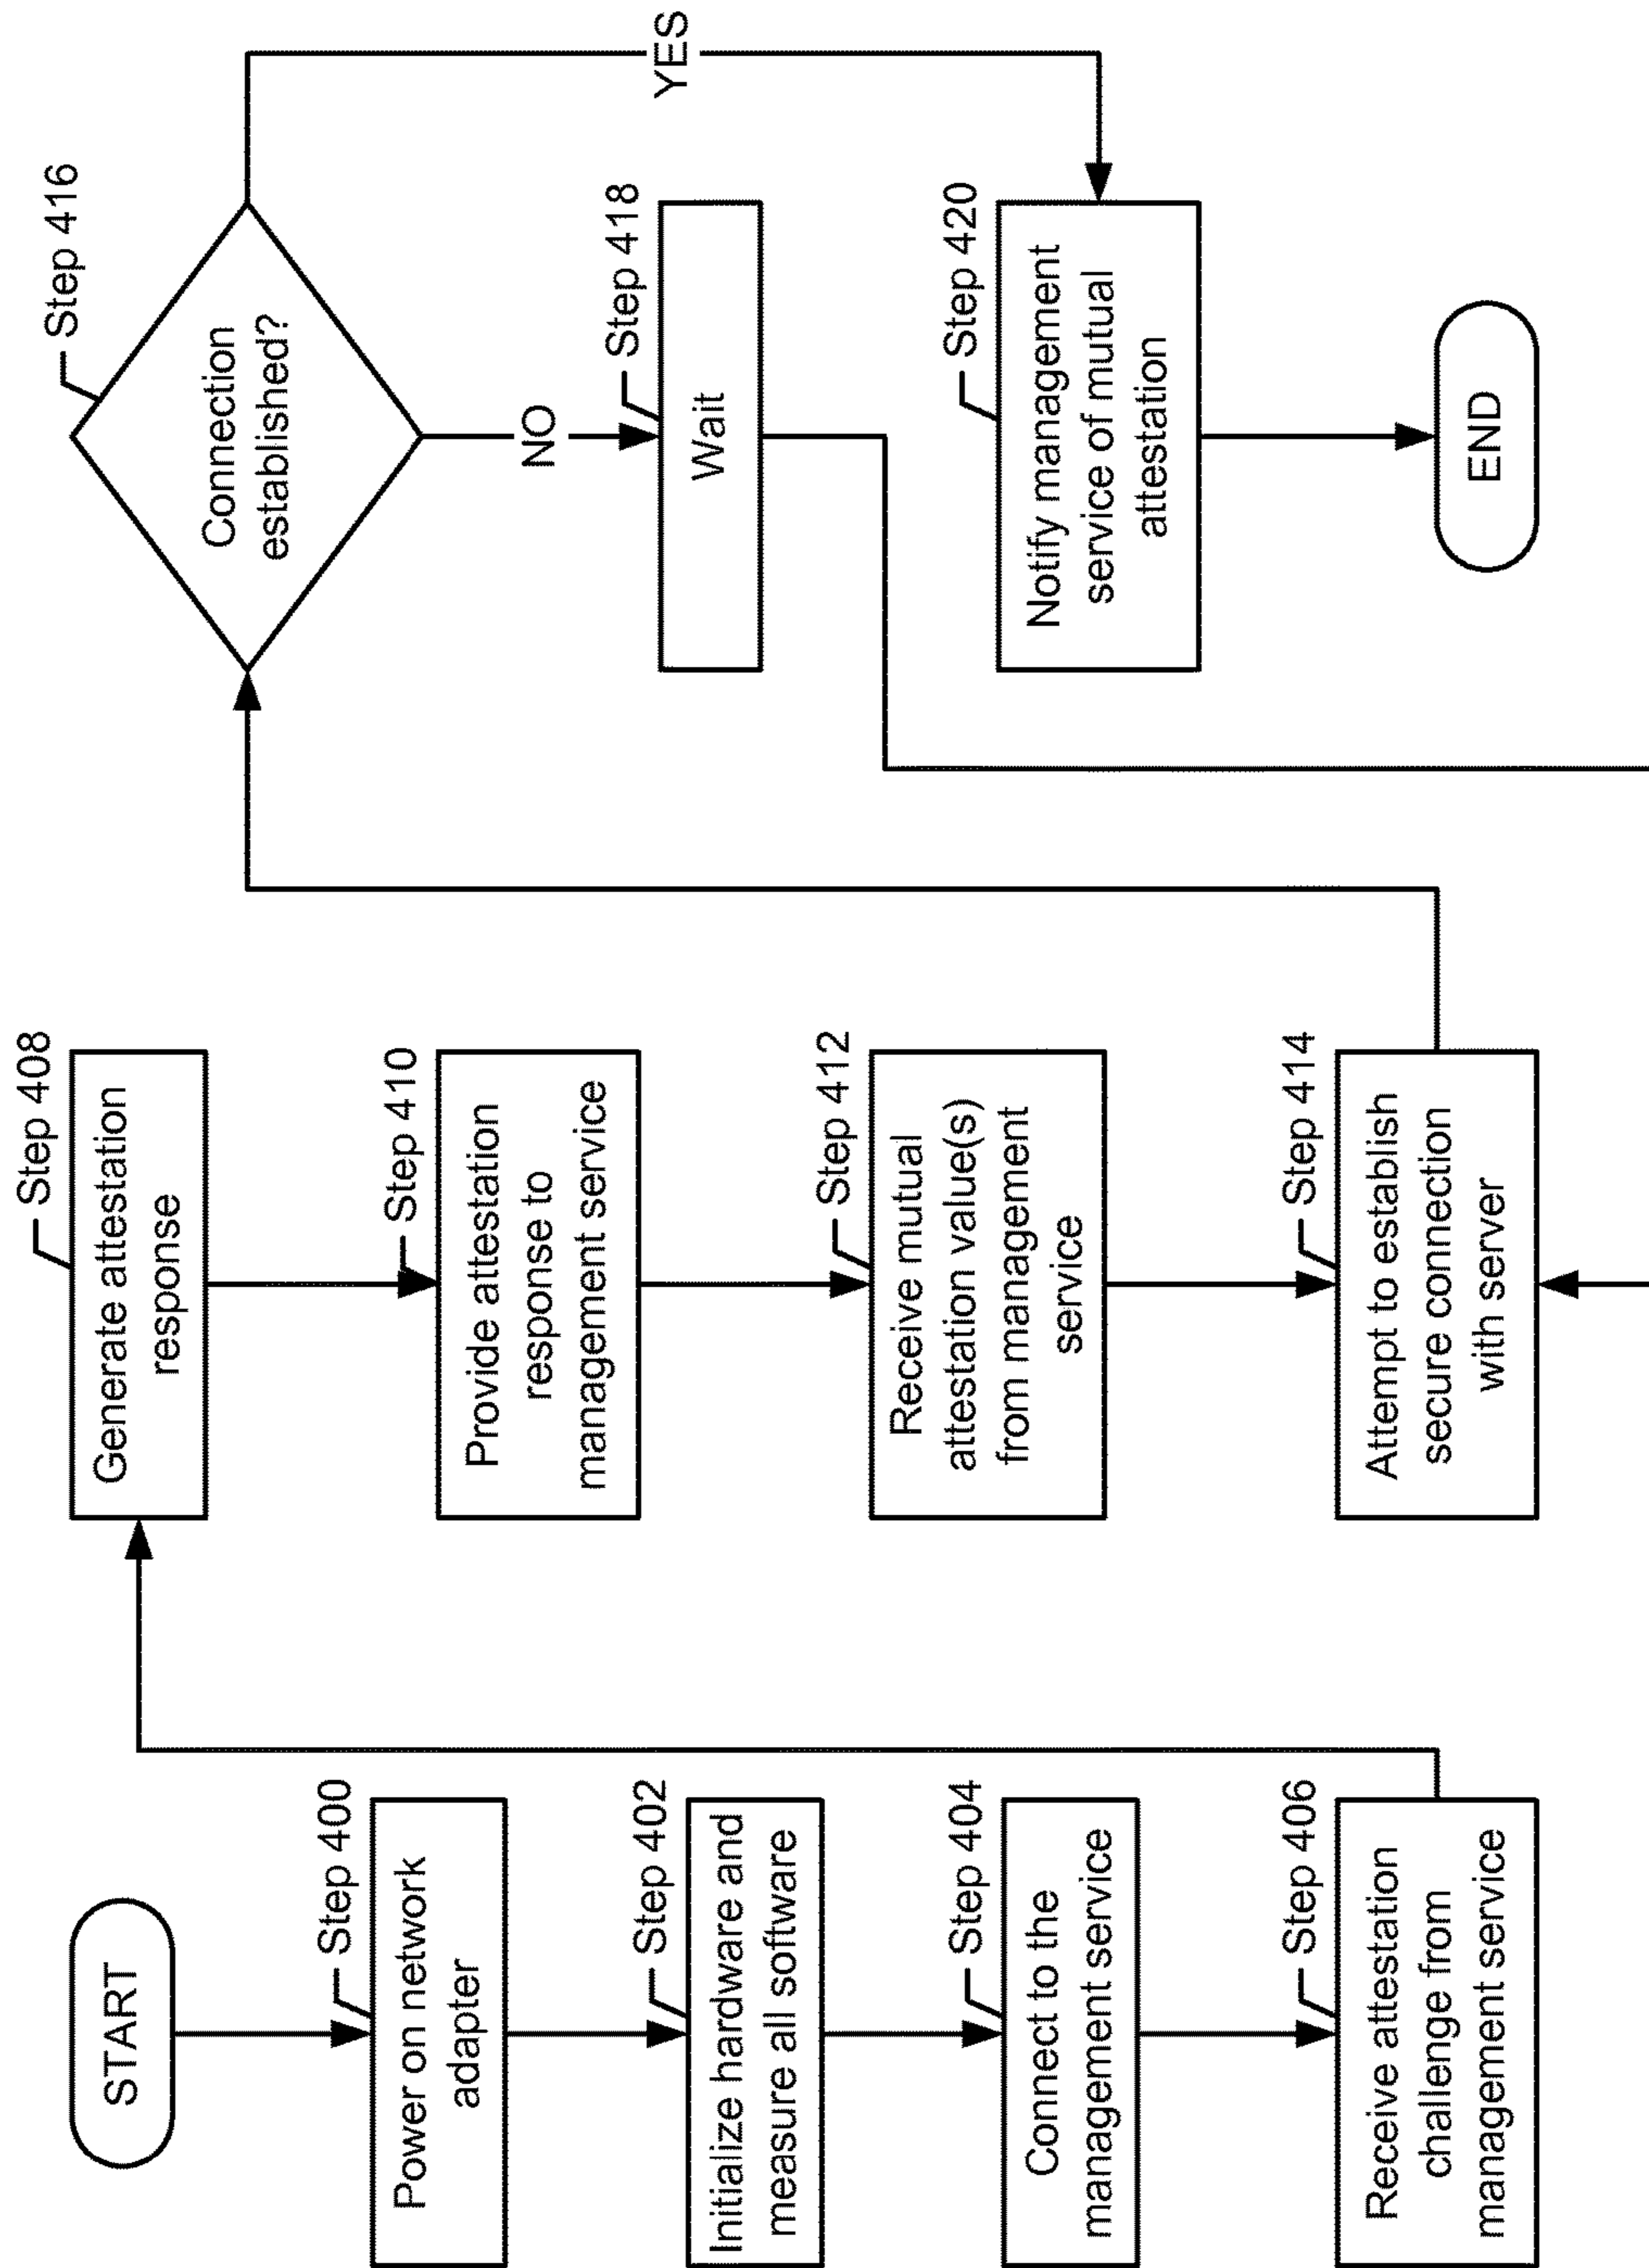 START
Step 400
Power on network
adapter
Step 402
Initialize hardware and
measure all software
Step 404
Connect to the
management service
Step 406
Receive attestation
challenge from
management service
Step 408
Generate attestation
response
Step 410
Provide attestation
response to
management service
Step 412
Receive mutual
attestation value(s)
from management
service
Step 414
Attempt to establish
secure connection
with server
Step 416
Connection
established?
NO
YES
Step 418
Wait
Step 420
Notify management
service of mutual
attestation
END